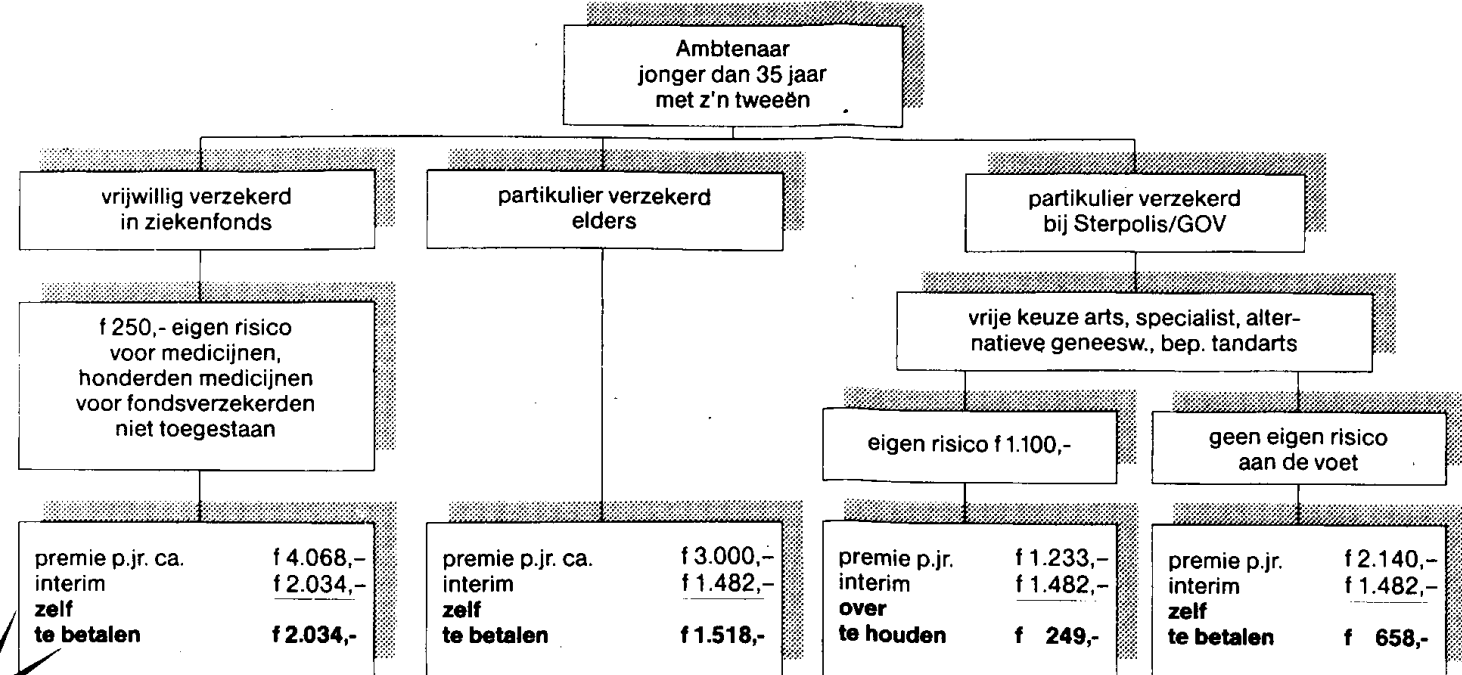 Ambtenaar
jonger dan 35 jaar
met z'n tweeën
vrijwillig verzekerd
in ziekenfonds
partikulier verzekerd
elders
partikulier verzekerd
bij Sterpolis/GOV
f 250,- eigen risico
voor medicijnen,
honderden medicijnen
voor fondsverzekerden
niet toegestaan
vrije keuze arts, specialist, alter-
natieve geneesw., bep. tandarts
eigen risico f 1.100,-
geen eigen risico
aan de voet
premie p.jr. ca. f 4.068,-
interim f 2.034,-
zelf
te betalen f 2.034,-
premie p.jr. ca. f 3.000,-
interim f 1.482,-
zelf
te betalen f 1.518,-
premie p.jr. f 1.233,-
interim f 1.482,-
over
te houden f 249,-
premie p.jr. f 2.140,-
interim f 1.482,-
zelf
te betalen f 658,-